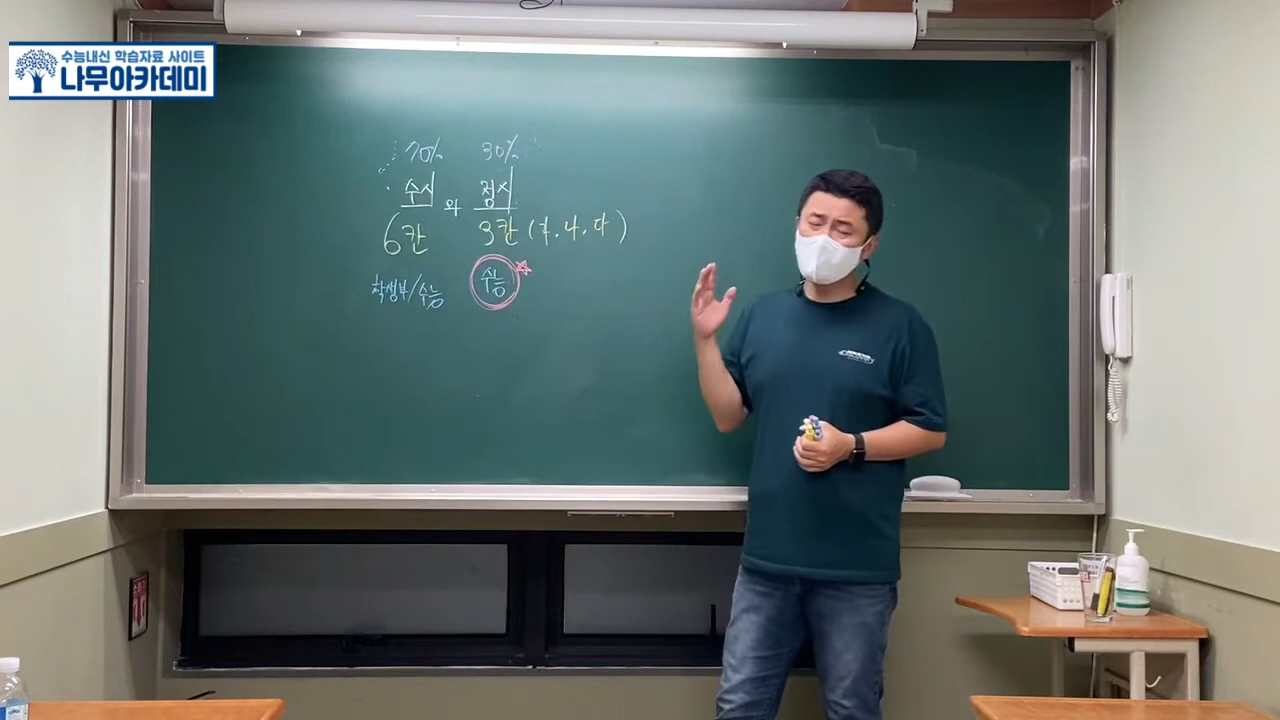 수능내신 학습자료 사이트
나무아카데미
70% 30%
수시 와 정시
6칸 3칸 (가. 나. 다)
학생부/수능 수능